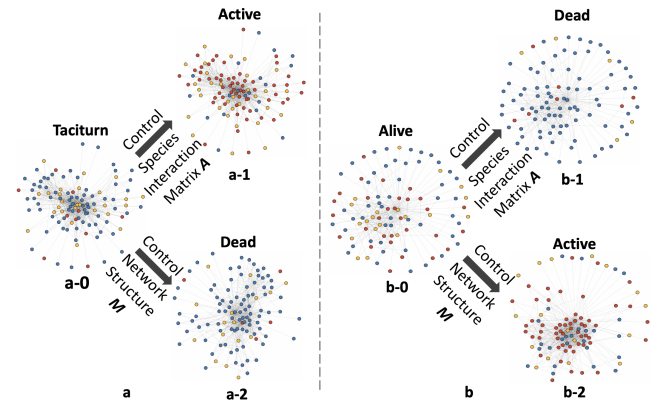 Active
Control
Species
Interaction
Matrix A
a-1
Taciturn
a-0
Control
Network
Structure
M
Dead
a-2
a
Dead
Control
Species
Interaction
Matrix A
b-1
Alive
b-0
Control
Network
Structure
M
Active
b-2
b